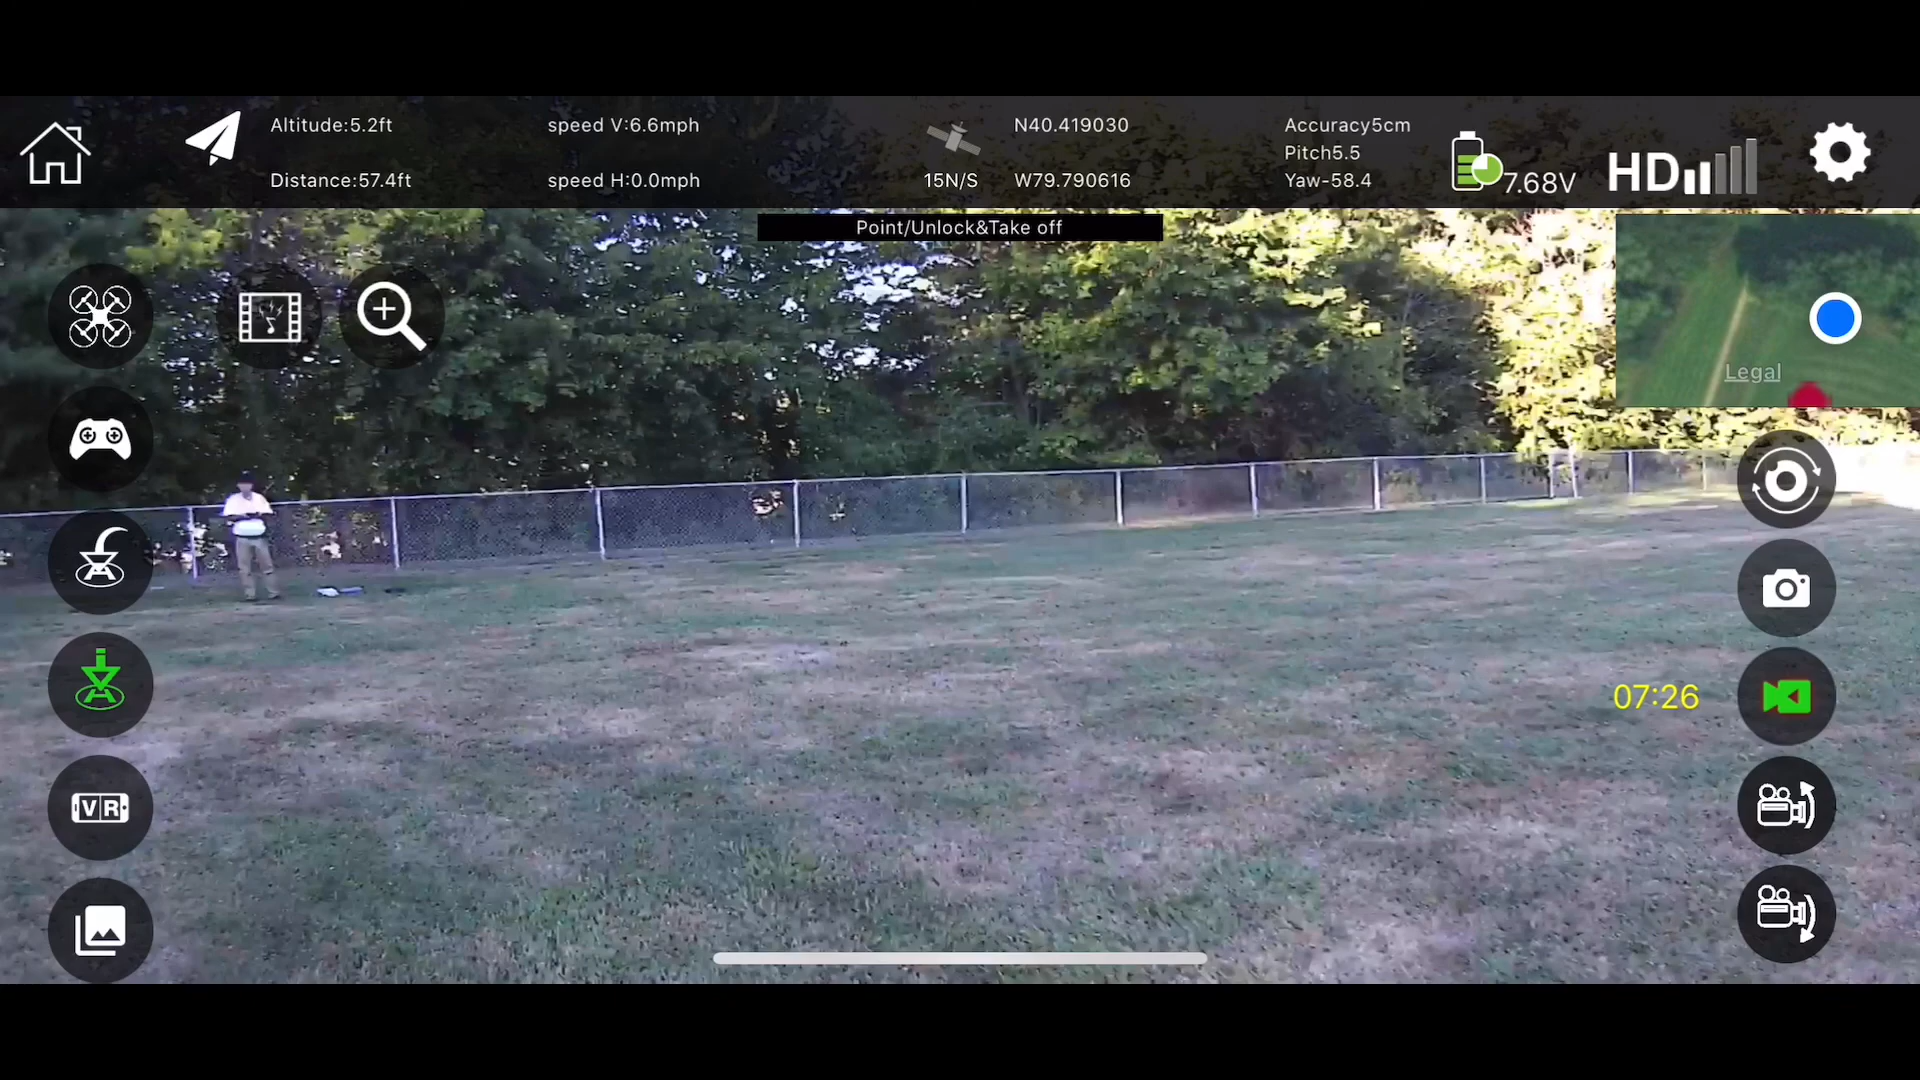 Altitude:5.2ft
speed V:6.6mph
N40.419030
Accuracy5cm
Pitch5.5
Distance:57.4ft
speed H:0.0mph
15N/S
W79.790616
Yaw-58.4
7.68V
HD
Point/Unlock&Take off
Legal
07:26
VR